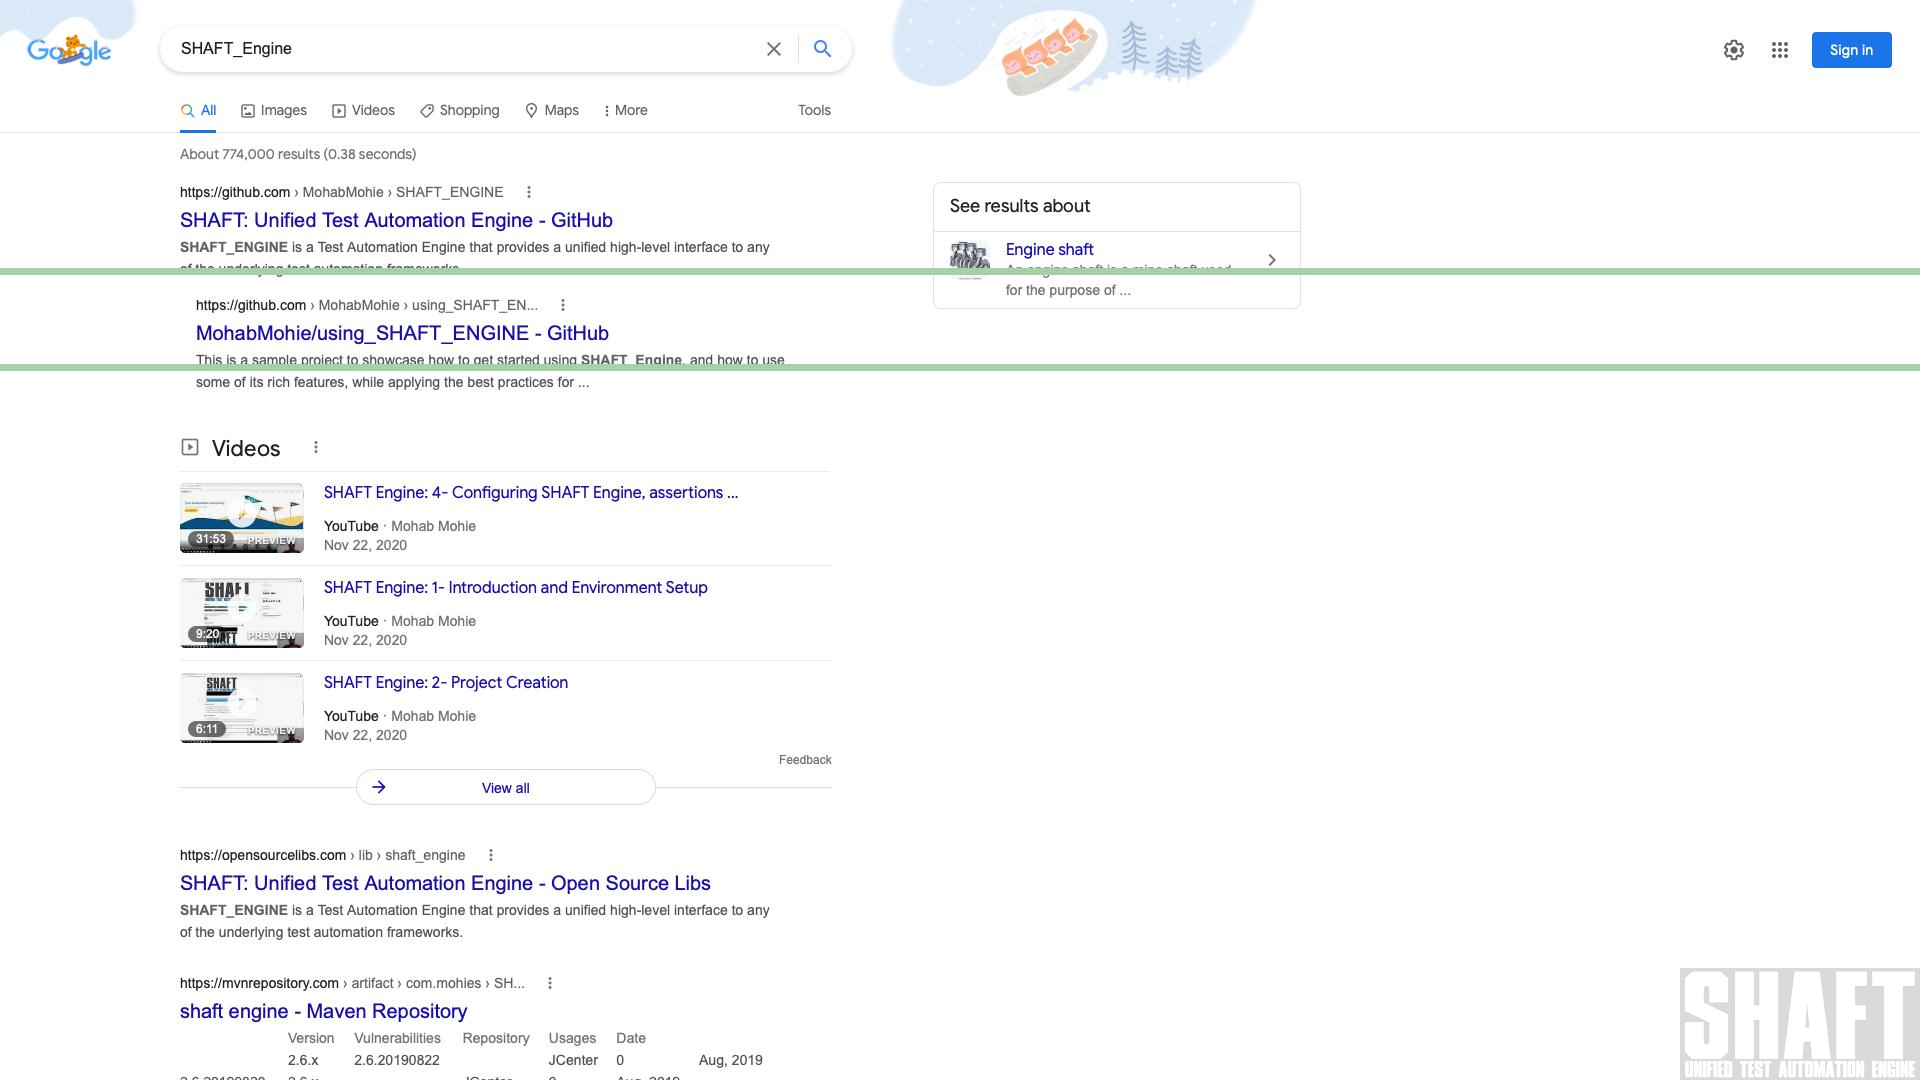 Google
SHAFT_Engine
Sign in
All
Images
Videos
Shopping
Maps
More
Tools
About 774,000 results (0.38 seconds)
https://github.com › MohabMohie › SHAFT_ENGINE
SHAFT: Unified Test Automation Engine - GitHub
SHAFT_ENGINE is a Test Automation Engine that provides a unified high-level interface to any
of the underlying test automation frameworks.
https://github.com › MohabMohie › using_SHAFT_EN...
MohabMohie/using_SHAFT_ENGINE - GitHub
This is a sample project to showcase how to get started using SHAFT_Engine, and how to use
some of its rich features, while applying the best practices for ...
See results about
Engine shaft
An engine shaft is a mine shaft used
for the purpose of ...
Videos
31:53
PREVIEW
SHAFT Engine: 4- Configuring SHAFT Engine, assertions ...
YouTube · Mohab Mohie
Nov 22, 2020
SHAFT
9:20
PREVIEW
SHAFT Engine: 1- Introduction and Environment Setup
YouTube · Mohab Mohie
Nov 22, 2020
SHAFT
6:11
PREVIEW
SHAFT Engine: 2- Project Creation
YouTube · Mohab Mohie
Nov 22, 2020
Feedback
View all
https://opensourcelibs.com › lib › shaft_engine
SHAFT: Unified Test Automation Engine - Open Source Libs
SHAFT_ENGINE is a Test Automation Engine that provides a unified high-level interface to any
of the underlying test automation frameworks.
https://mvnrepository.com › artifact › com.mohies › SH...
shaft engine - Maven Repository
Version Vulnerabilities Repository Usages Date
2.6.x 2.6.20190822 JCenter 0 Aug, 2019
SHAFT
UNIFIED TEST AUTOMATION ENGINE